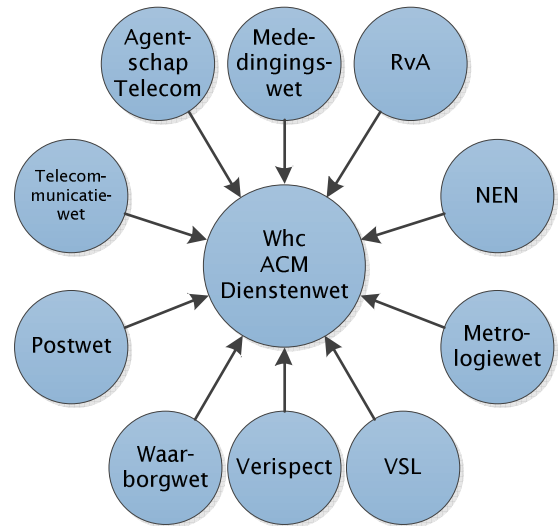 Agent-
schap
Telecom
Mede-
dingings-
wet
RvA
Telecom-
municatie-
wet
NEN
Whc
ACM
Dienstenwet
Postwet
Metro-
logiewet
Waar-
borgwet
Verispect
VSL